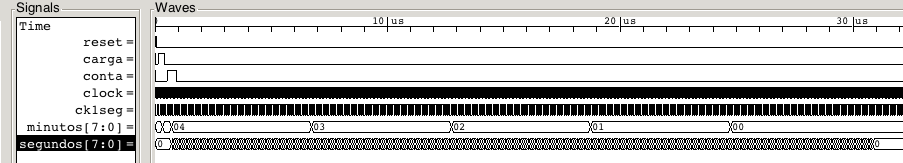 Signals
Waves
Time
10 us
20 us
30 us
reset =
carga =
conta =
clock =
cklseg =
minutos[7:0] =
04 03 02 01 00
segundos[7:0] =
0 0